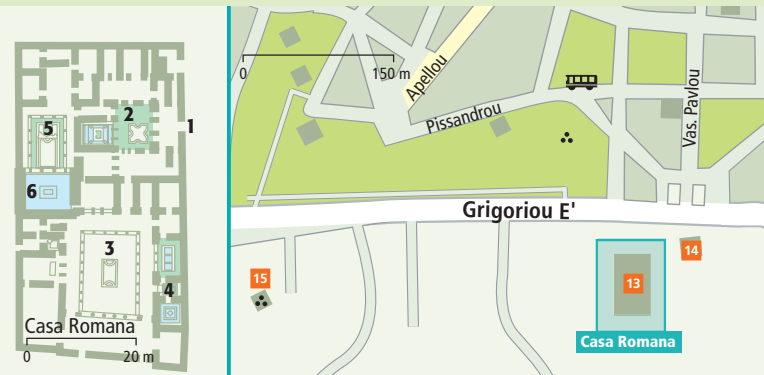 1
2
5
6
3
4
Casa Romana
0
20 m
0
150 m
Apellou
Pissandrou
Vas. Pavlou
Grigoriou E'
15
14
13
Casa Romana